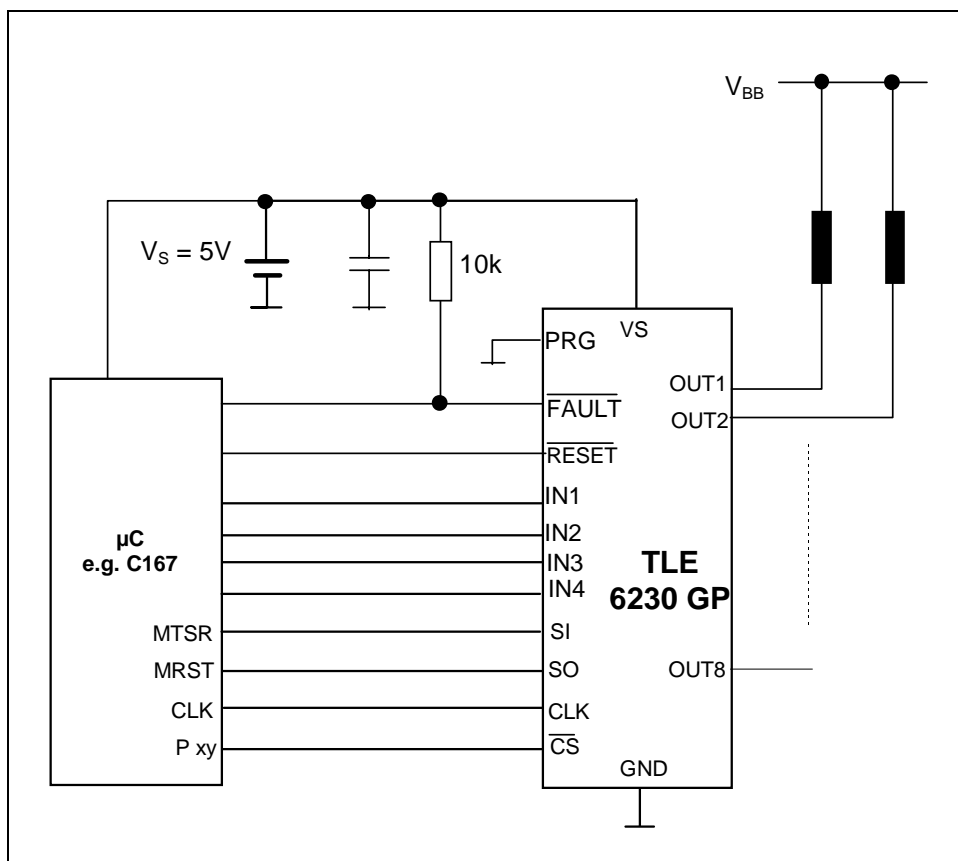 V_BB
V_S = 5V
10k
PRG
VS
OUT1
FAULT
OUT2
RESET
IN1
IN2
µC
e.g. C167
IN3
TLE
6230 GP
IN4
MTSR
SI
MRST
SO
OUT8
CLK
CLK
P xy
CS
GND